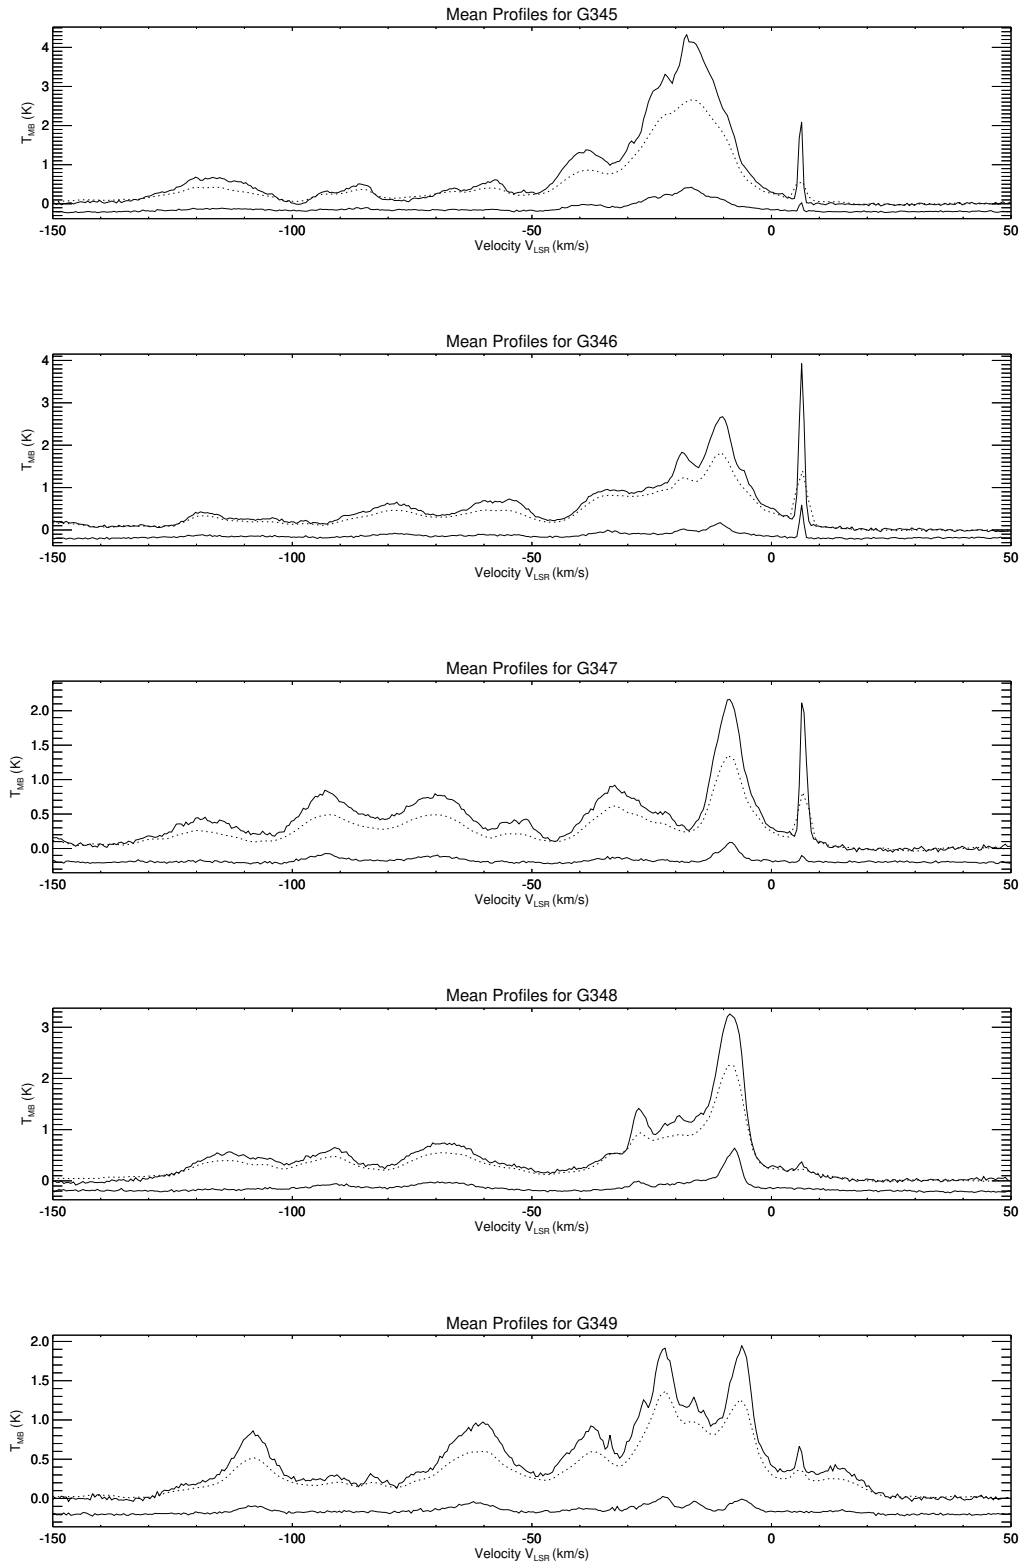 Mean Profiles for G345
4
3
2
1
0
T_MB (K)
-150 -100 -50 0 50
Velocity V_LSR (km/s)
Mean Profiles for G346
4
3
2
1
0
T_MB (K)
-150 -100 -50 0 50
Velocity V_LSR (km/s)
Mean Profiles for G347
2.0
1.5
1.0
0.5
0.0
T_MB (K)
-150 -100 -50 0 50
Velocity V_LSR (km/s)
Mean Profiles for G348
3
2
1
0
T_MB (K)
-150 -100 -50 0 50
Velocity V_LSR (km/s)
Mean Profiles for G349
2.0
1.5
1.0
0.5
0.0
T_MB (K)
-150 -100 -50 0 50
Velocity V_LSR (km/s)